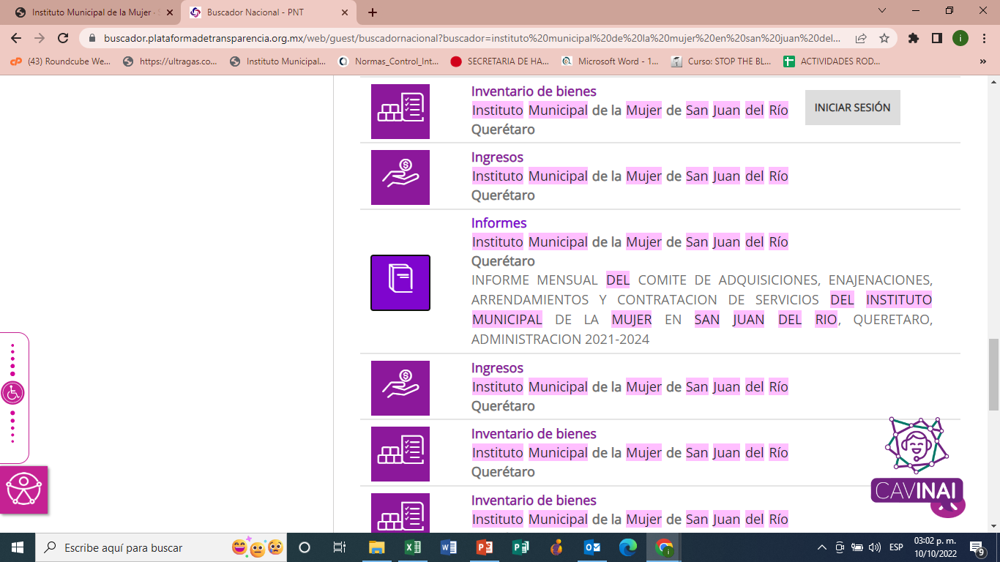 Instituto Municipal de la Mujer - S
Buscador Nacional - PNT
buscador.plataformadetransparencia.org.mx/web/guest/buscadornacional?buscador=instituto%20municipal%20de%20la%20mujer%20en%20san%20juan%20del...
i
(43) Roundcube We...
https://ultragas.co...
Instituto Municipal...
Normas_Control_Int...
SECRETARIA DE HA...
Microsoft Word - 1...
Curso: STOP THE BL...
ACTIVIDADES ROD...
»
Inventario de bienes
Instituto Municipal de la Mujer de San Juan del Río
Querétaro
INICIAR SESIÓN
Ingresos
Instituto Municipal de la Mujer de San Juan del Río
Querétaro
Informes
Instituto Municipal de la Mujer de San Juan del Río
Querétaro
INFORME MENSUAL DEL COMITE DE ADQUISICIONES, ENAJENACIONES,
ARRENDAMIENTOS Y CONTRATACION DE SERVICIOS DEL INSTITUTO
MUNICIPAL DE LA MUJER EN SAN JUAN DEL RIO, QUERETARO,
ADMINISTRACION 2021-2024
Ingresos
Instituto Municipal de la Mujer de San Juan del Río
Querétaro
Inventario de bienes
Instituto Municipal de la Mujer de San Juan del Río
Querétaro
Inventario de bienes
Instituto Municipal de la Mujer de San Juan del Río
CAVINAI
Escribe aquí para buscar
ESP
03:02 p. m.
10/10/2022
9